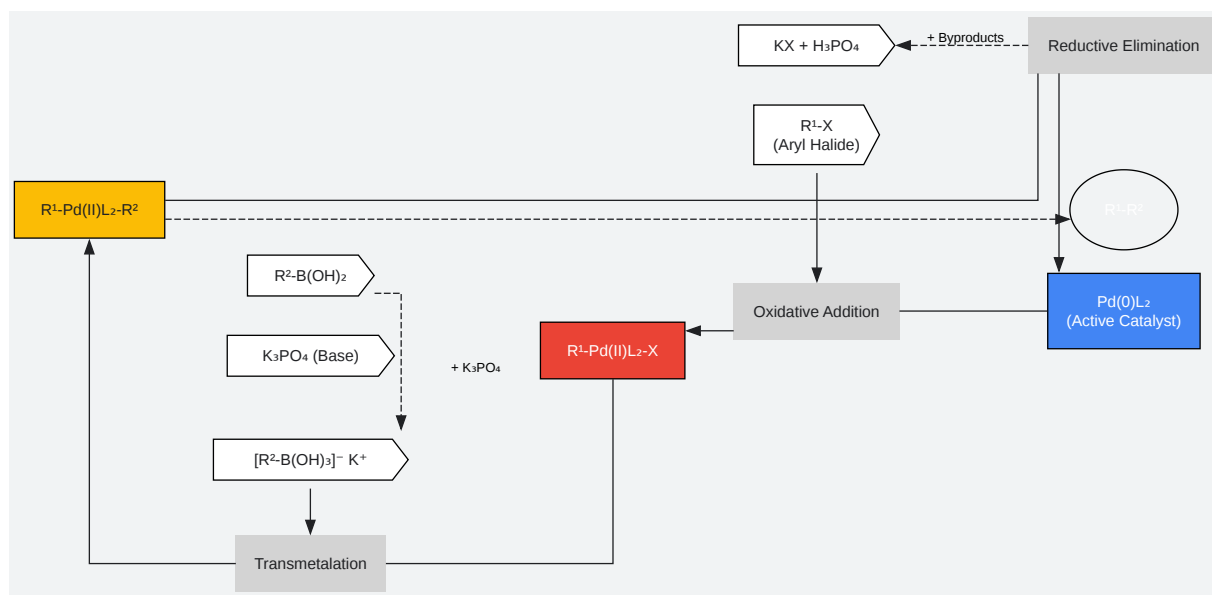 KX + H₃PO₄
+ Byproducts
Reductive Elimination
R¹-X
(Aryl Halide)
R¹-Pd(II)L₂-R²
R¹-R²
R²-B(OH)₂
Pd(0)L₂
(Active Catalyst)
Oxidative Addition
R¹-Pd(II)L₂-X
K₃PO₄ (Base)
+ K₃PO₄
[R²-B(OH)₃]⁻ K⁺
Transmetalation